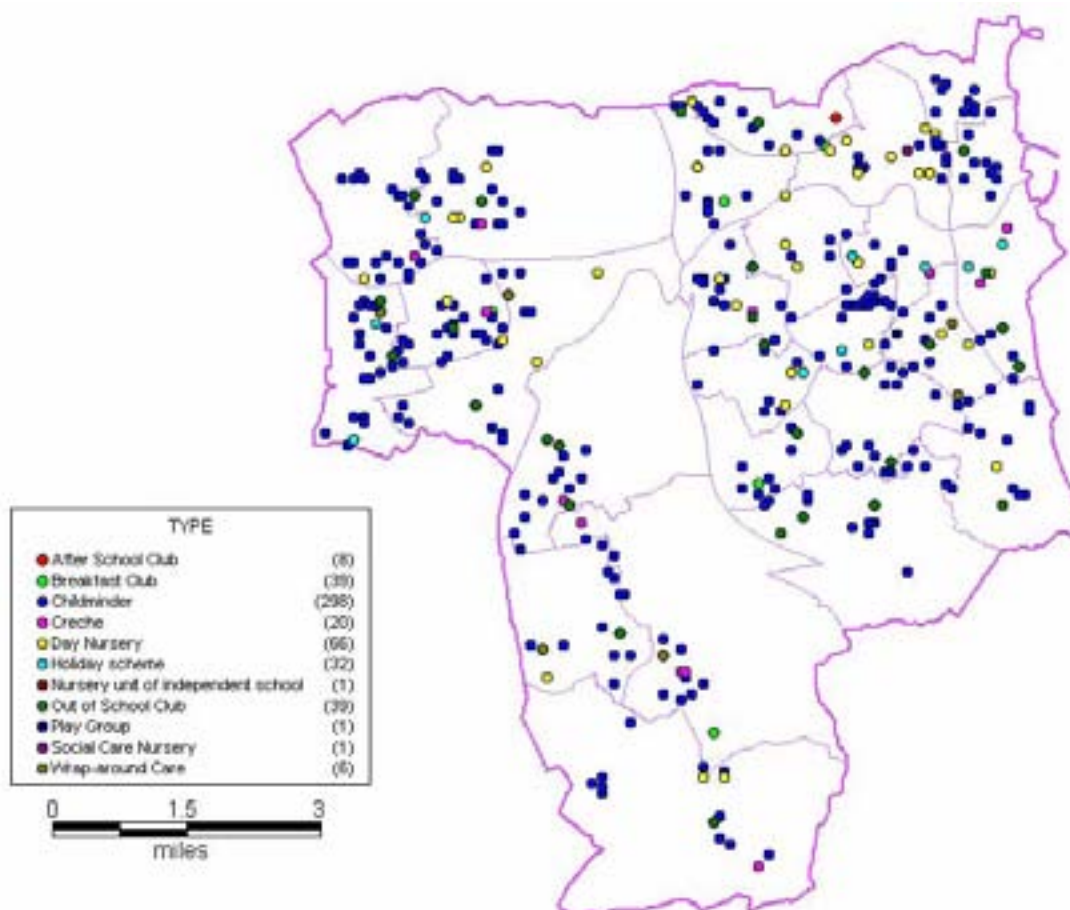 TYPE
After School Club (8)
Breakfast Club (39)
Childminder (298)
Creche (20)
Day Nursery (66)
Holiday scheme (32)
Nursery unit of independent school (1)
Out of School Club (39)
Play Group (1)
Social Care Nursery (1)
Wrap-around Care (6)
0 1.5 3
miles